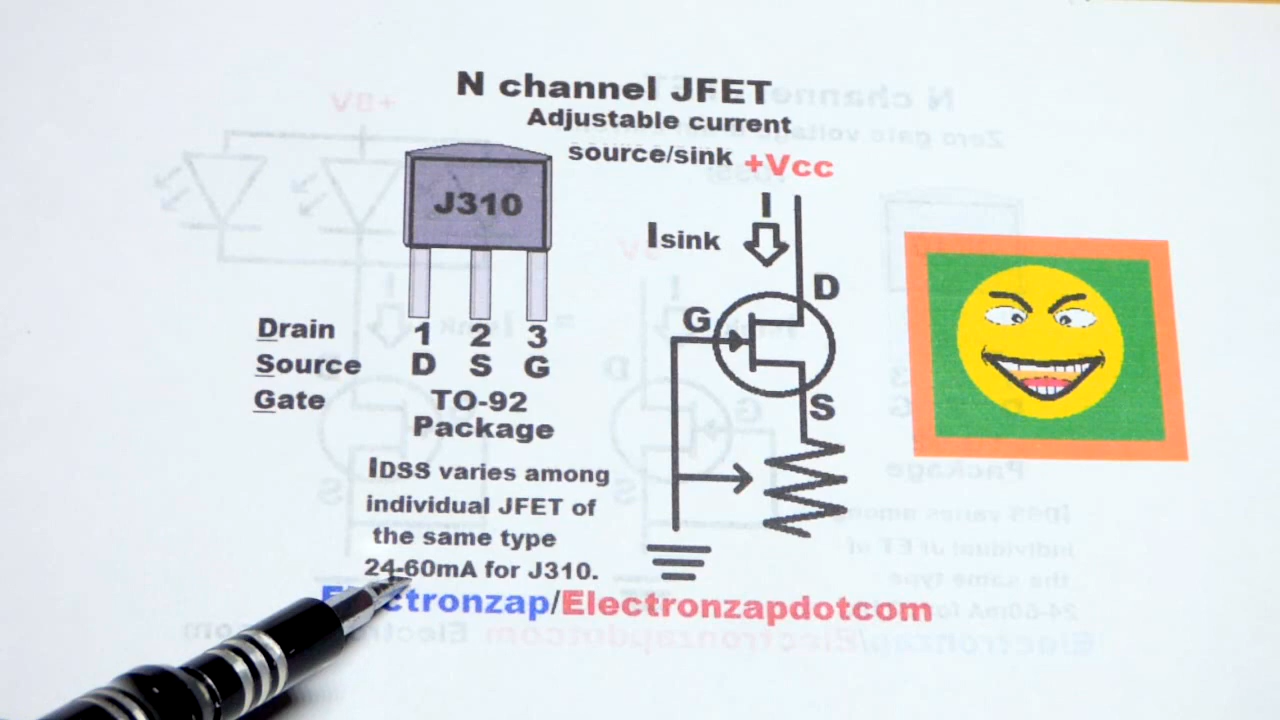 N channel JFET
Adjustable current
source/sink
+Vcc
J310
I
Isink
D
G
S
Drain 1 2 3
Source D S G
Gate TO-92
Package
IDSS varies among
individual JFET of
the same type
24-60mA for J310.
Electronzap/Electronzapdotcom